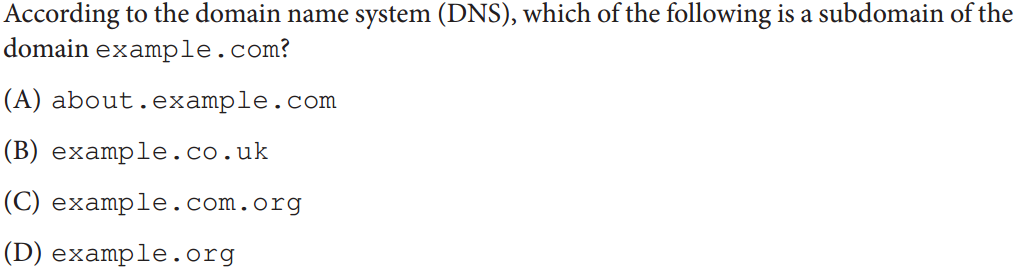 According to the domain name system (DNS), which of the following is a subdomain of the
domain example.com?
(A) about.example.com
(B) example.co.uk
(C) example.com.org
(D) example.org